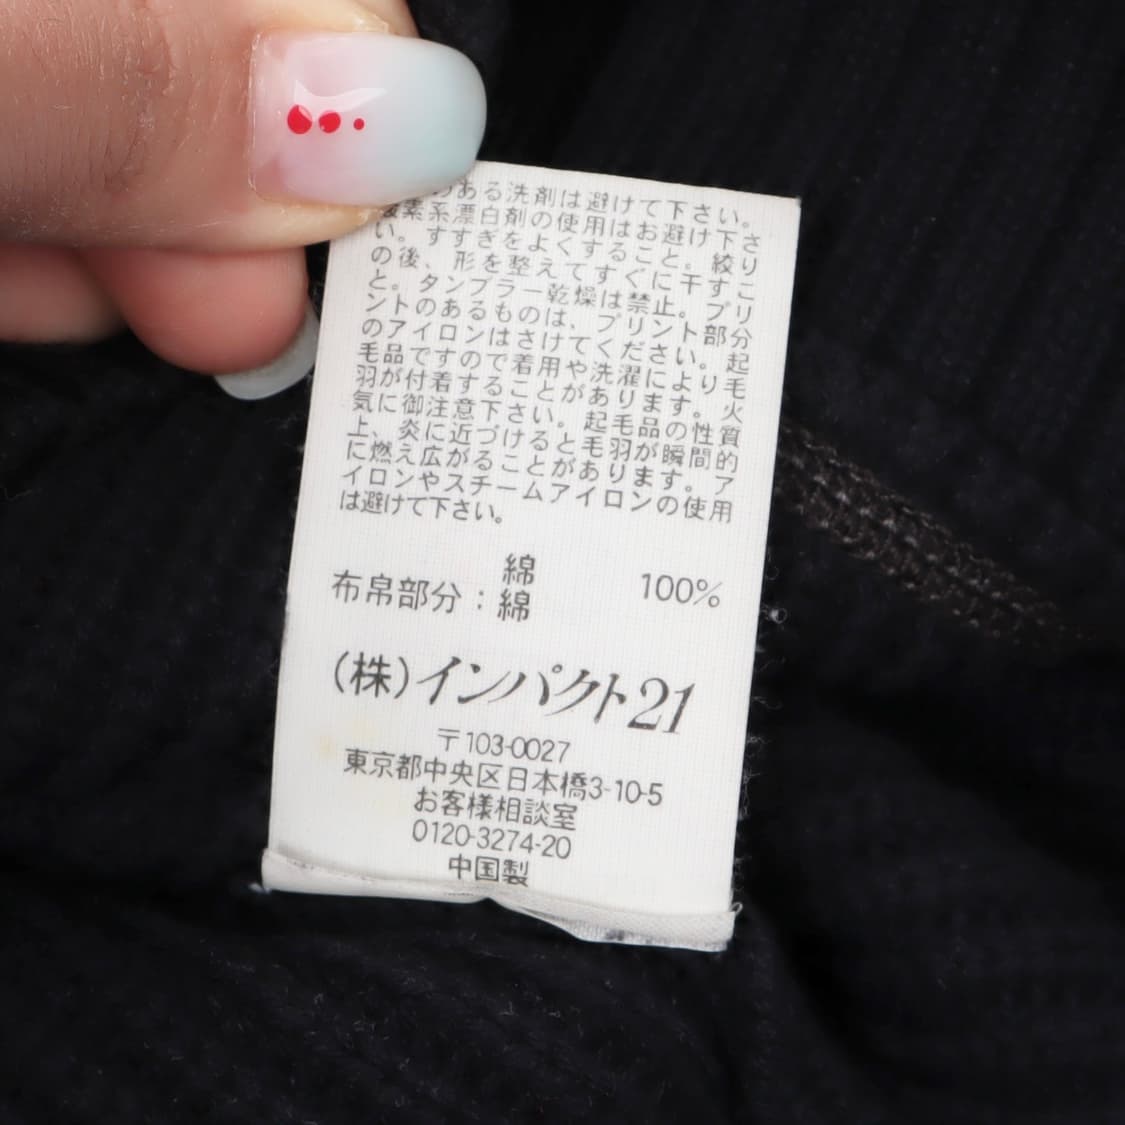 のある洗剤は避けて下さい。
酸素系漂白剤の使用はお避け下さ
い。すすぎをよくすること。絞り
の後、形を整えてすぐに干すこ
と。タンブラー乾燥は禁止。プリ
ントのあるものは、プリント部分
のアイロンはさけてください。起
毛品ですので着用や洗濯により毛
羽が付着することがあります。火
気に御注意下さい。起毛品の性質
上、炎に近づけると毛羽が瞬間的
に燃え広がることがあります。ア
イロンやスチームアイロンの使用
は避けて下さい。
綿 100%
布帛部分:綿
(株)インパクト21
〒103-0027
東京都中央区日本橋3-10-5
お客様相談室
0120-3274-20
中国製